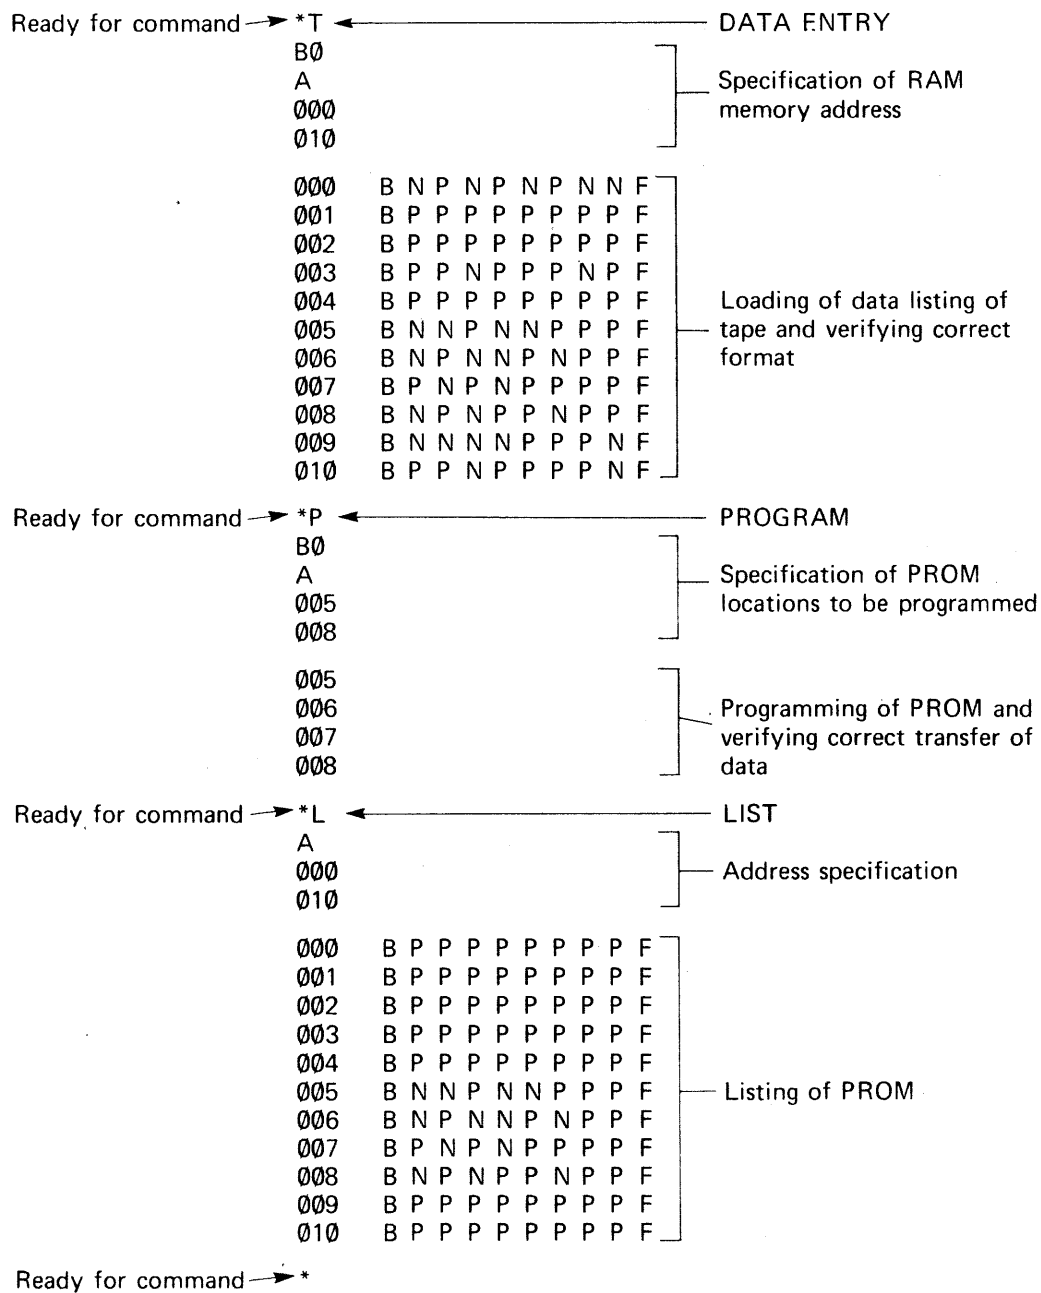 Ready for command *T DATA ENTRY
BØ
A Specification of RAM
ØØØ memory address
Ø1Ø
ØØØ B N P N P N P N N F
ØØ1 B P P P P P P P P F
ØØ2 B P P P P P P P P F
ØØ3 B P P N P P P N P F
ØØ4 B P P P P P P P P F Loading of data listing of
ØØ5 B N N P N N P P P F tape and verifying correct
ØØ6 B N P N N P N P P F format
ØØ7 B P N P N P P P P F
ØØ8 B N P N P P N P P F
ØØ9 B N N N N P P P N F
Ø1Ø B P P N P P P P N F
Ready for command *P PROGRAM
BØ
A Specification of PROM
ØØ5 locations to be programmed
ØØ8
ØØ5
ØØ6 Programming of PROM and
ØØ7 verifying correct transfer of
ØØ8 data
Ready for command *L LIST
A
ØØØ Address specification
Ø1Ø
ØØØ B P P P P P P P P F
ØØ1 B P P P P P P P P F
ØØ2 B P P P P P P P P F
ØØ3 B P P P P P P P P F
ØØ4 B P P P P P P P P F
ØØ5 B N N P N N P P P F Listing of PROM
ØØ6 B N P N N P N P P F
ØØ7 B P N P N P P P P F
ØØ8 B N P N P P N P P F
ØØ9 B P P P P P P P P F
Ø1Ø B P P P P P P P P F
Ready for command *